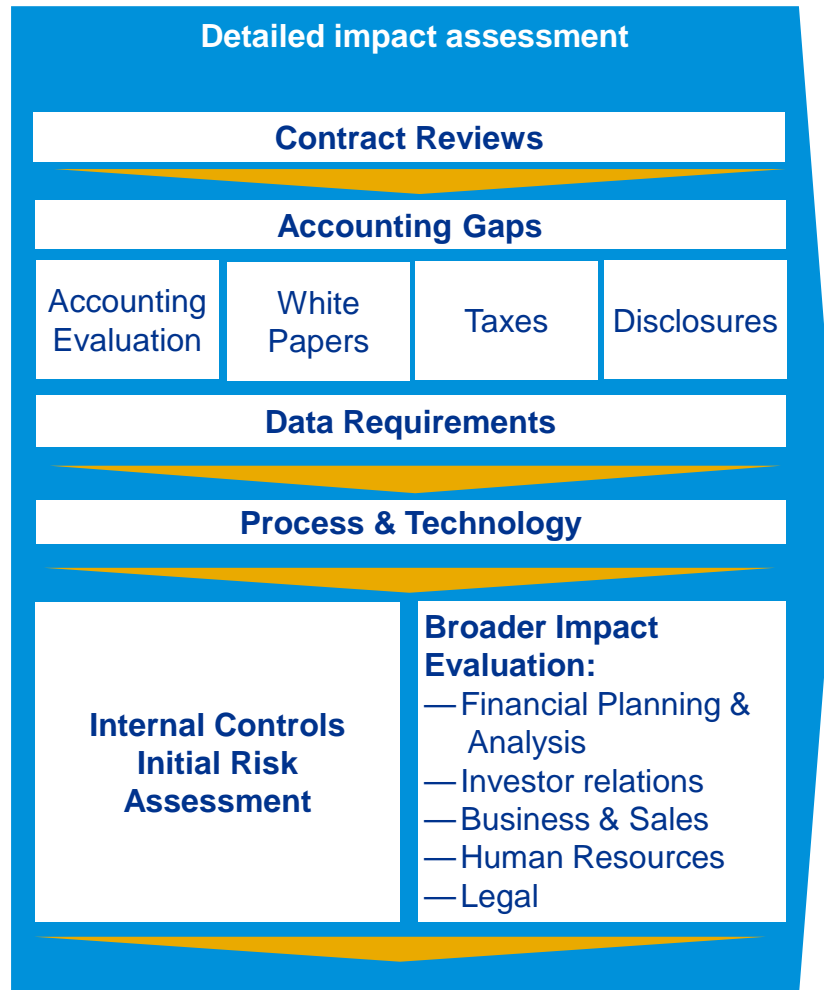 Detailed impact assessment
Contract Reviews
Accounting Gaps
Accounting
Evaluation
White
Papers
Taxes
Disclosures
Data Requirements
Process & Technology
Internal Controls
Initial Risk
Assessment
Broader Impact
Evaluation:
— Financial Planning &
Analysis
— Investor relations
— Business & Sales
— Human Resources
— Legal